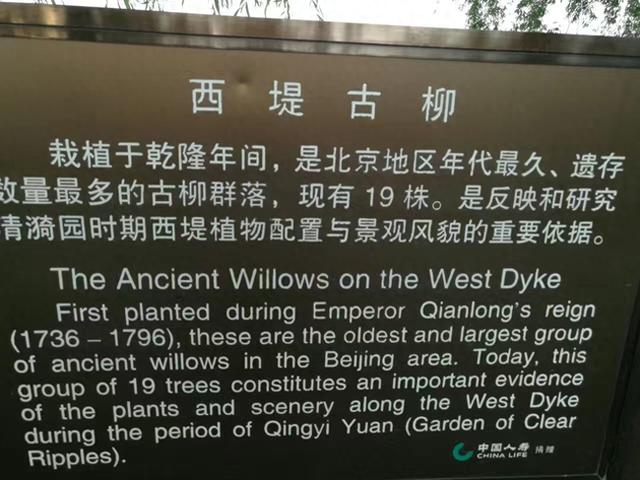 西堤古柳
栽植于乾隆年间，是北京地区年代最久、遗存
数量最多的古柳群落，现有19株。是反映和研究
清漪园时期西堤植物配置与景观风貌的重要依据。
The Ancient Willows on the West Dyke
First planted during Emperor Qianlong's reign
(1736 – 1796), these are the oldest and largest group
of ancient willows in the Beijing area. Today, this
group of 19 trees constitutes an important evidence
of the plants and scenery along the West Dyke
during the period of Qingyi Yuan (Garden of Clear
Ripples).
中国人寿 捐赠
CHINA LIFE